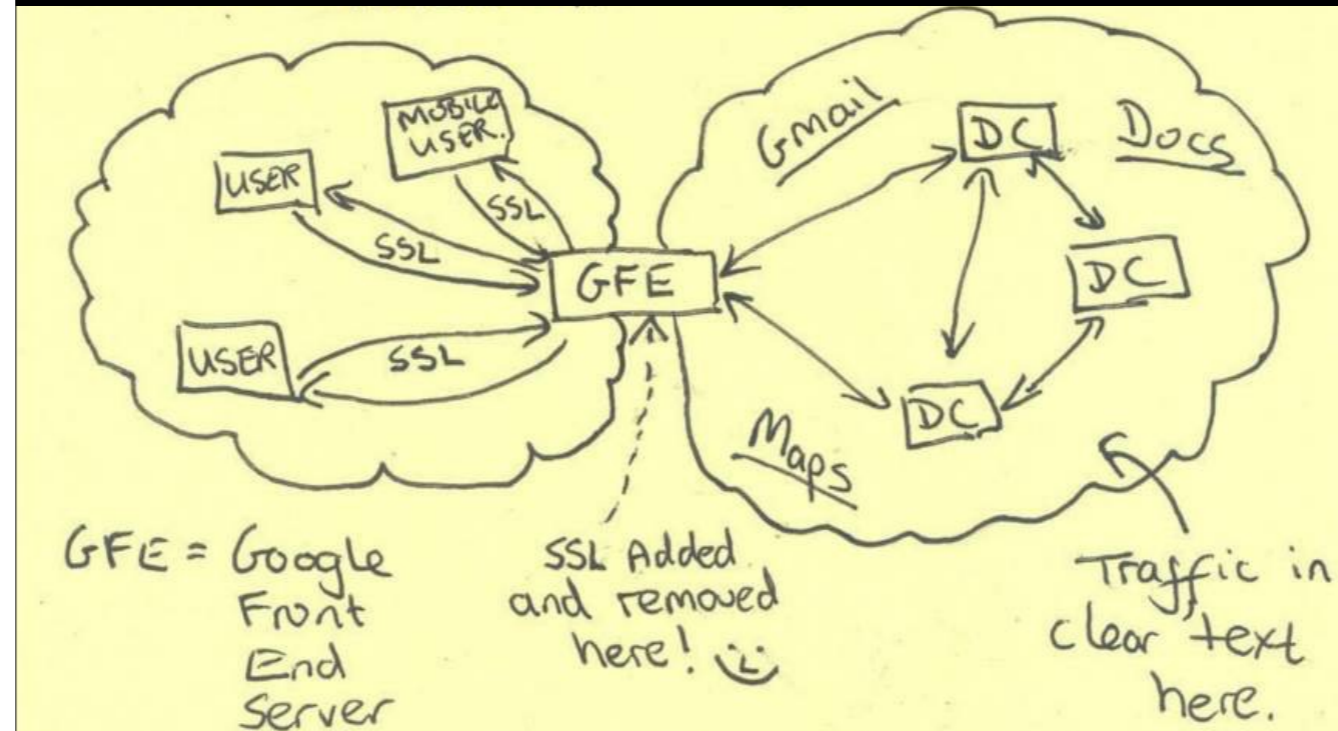 MOBILE
USER.
USER
SSL
SSL
USER
SSL
GFE
Gmail
DC
Docs
DC
DC
Maps
GFE = Google
Front
End
Server
SSL Added
and removed
here!
Traffic in
clear text
here.